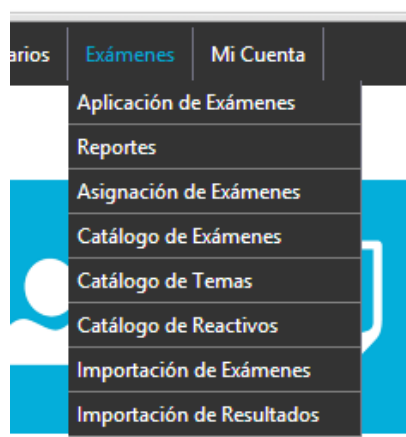 arios Exámenes Mi Cuenta
Aplicación de Exámenes
Reportes
Asignación de Exámenes
Catálogo de Exámenes
Catálogo de Temas
Catálogo de Reactivos
Importación de Exámenes
Importación de Resultados